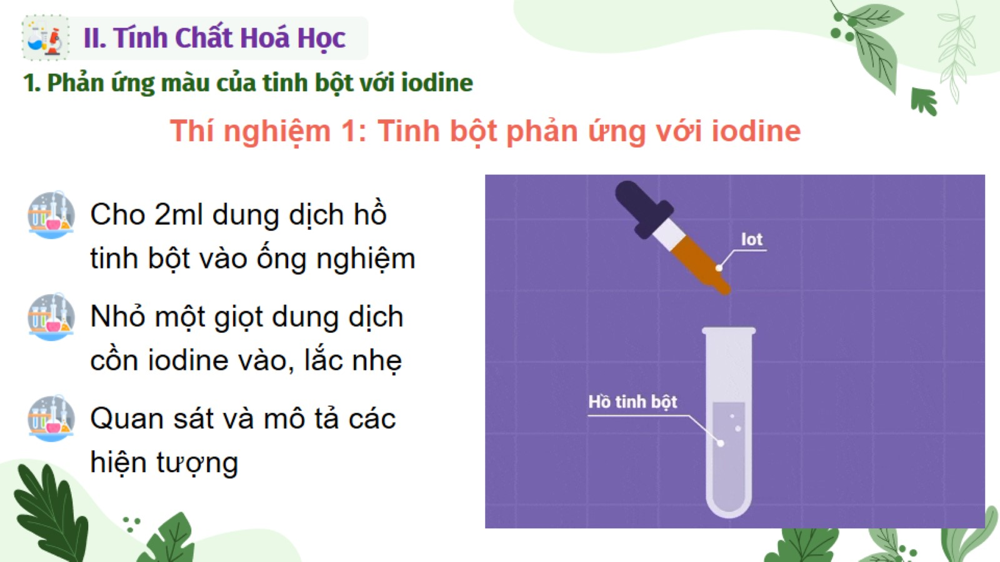 II. Tính Chất Hoá Học
1. Phản ứng màu của tinh bột với iodine
Thí nghiệm 1: Tinh bột phản ứng với iodine
Cho 2ml dung dịch hồ
tinh bột vào ống nghiệm
Nhỏ một giọt dung dịch
cồn iodine vào, lắc nhẹ
Quan sát và mô tả các
hiện tượng
Iot
Hồ tinh bột